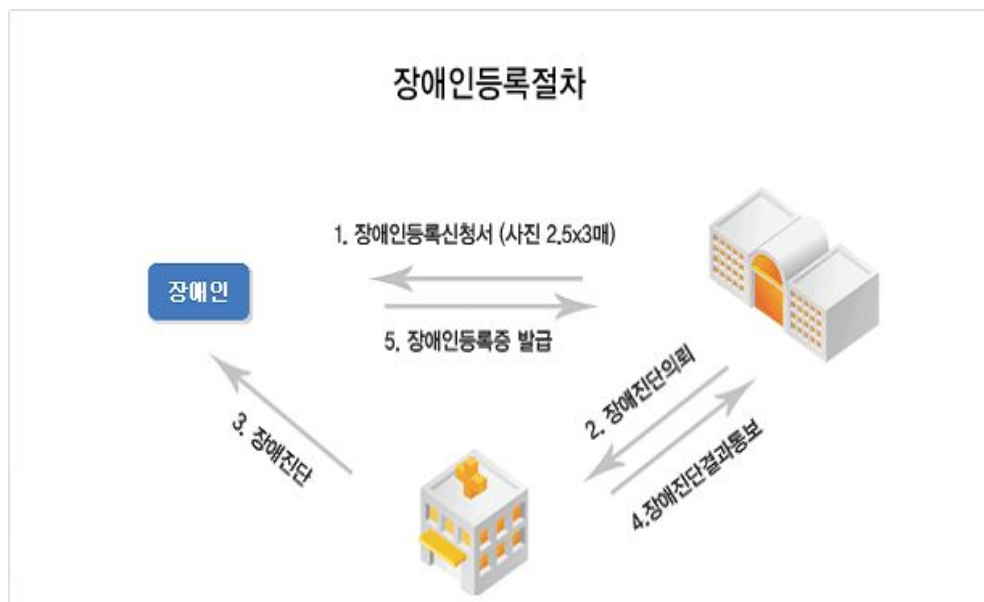 장애인등록절차
1. 장애인등록신청서 (사진 2.5x3매)
장애인
5. 장애인등록증 발급
2. 장애진단의뢰
3. 장애진단
4.장애진단결과통보